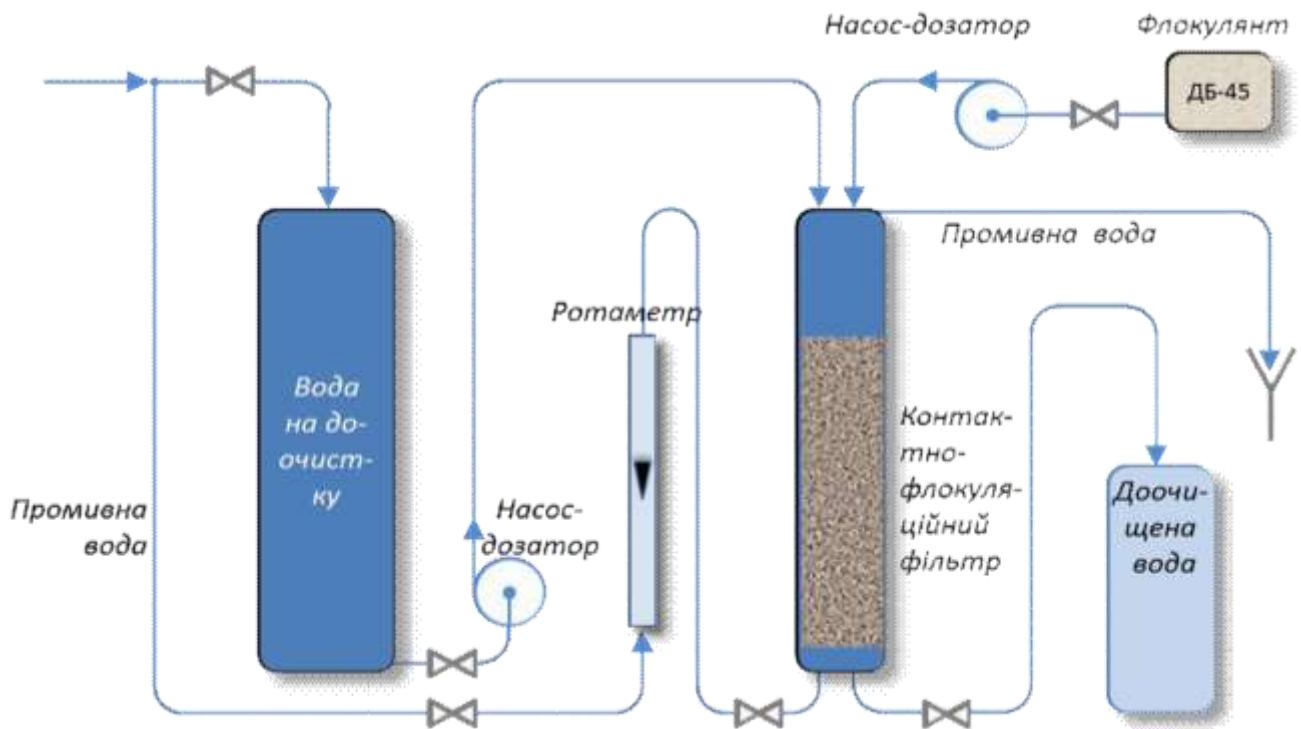 Насос-дозатор
Флокулянт
ДБ-45
Промивна вода
Ротаметр
Вода
на до-
очист-
ку
Контак-
тно-
флокуля-
ційний
фільтр
Промивна
вода
Насос-
дозатор
Доочи-
щена
вода